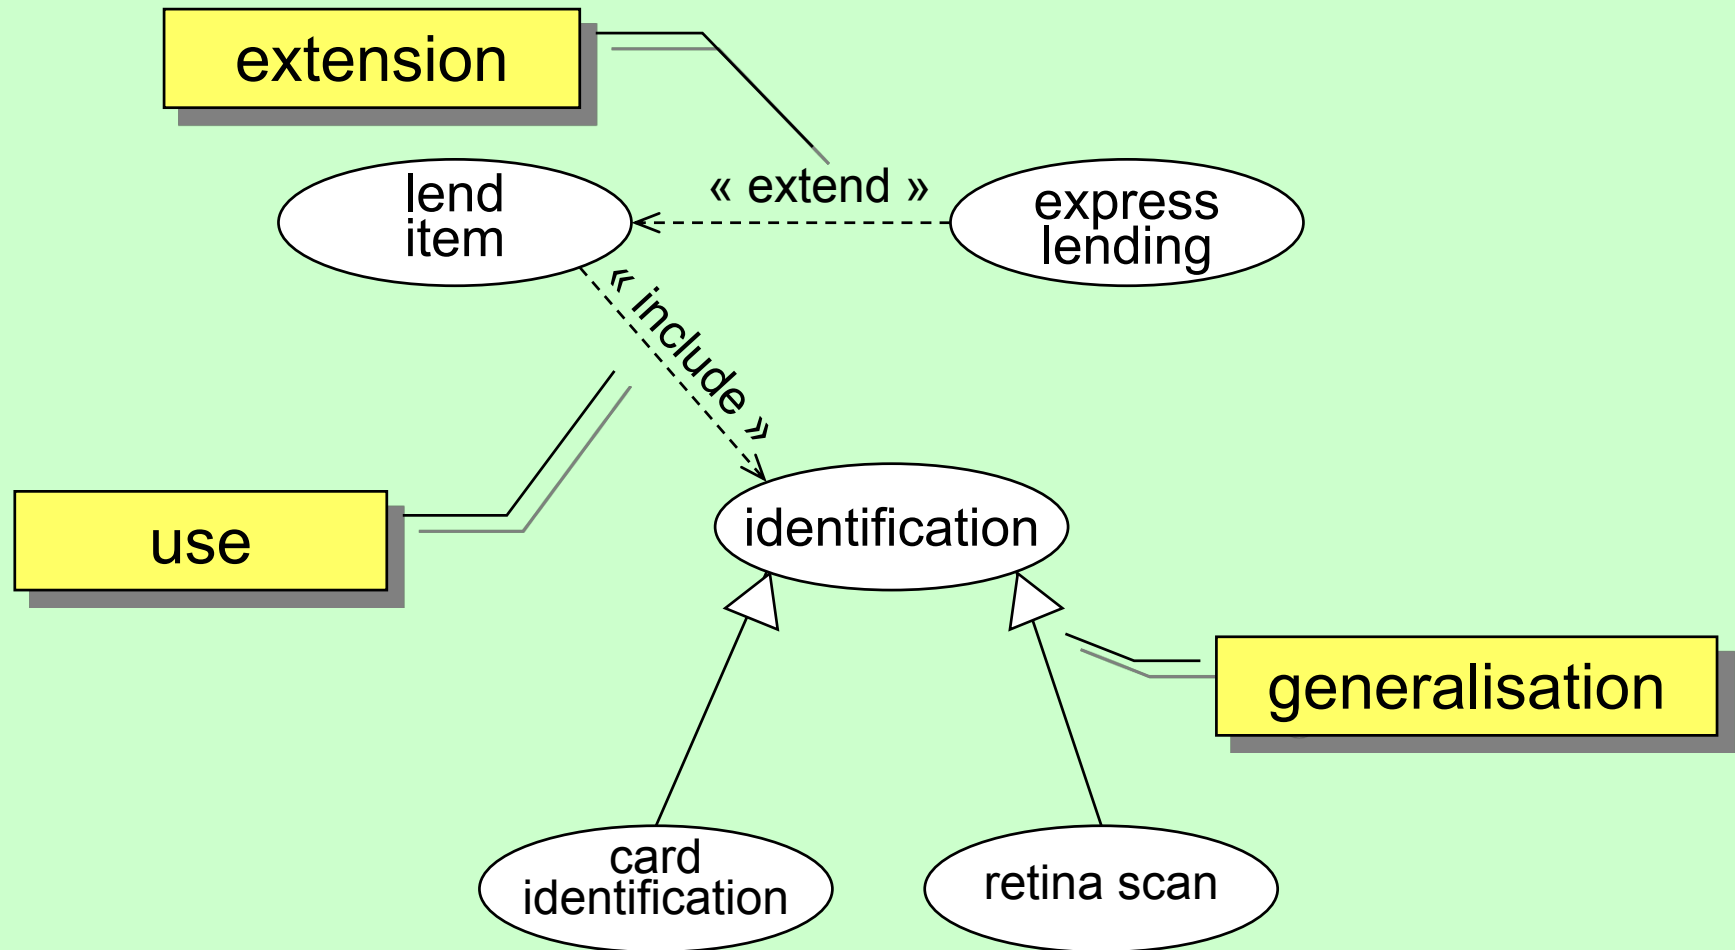 extension
lend
item
« extend »
express
lending
« include »
use
identification
generalisation
card
identification
retina scan